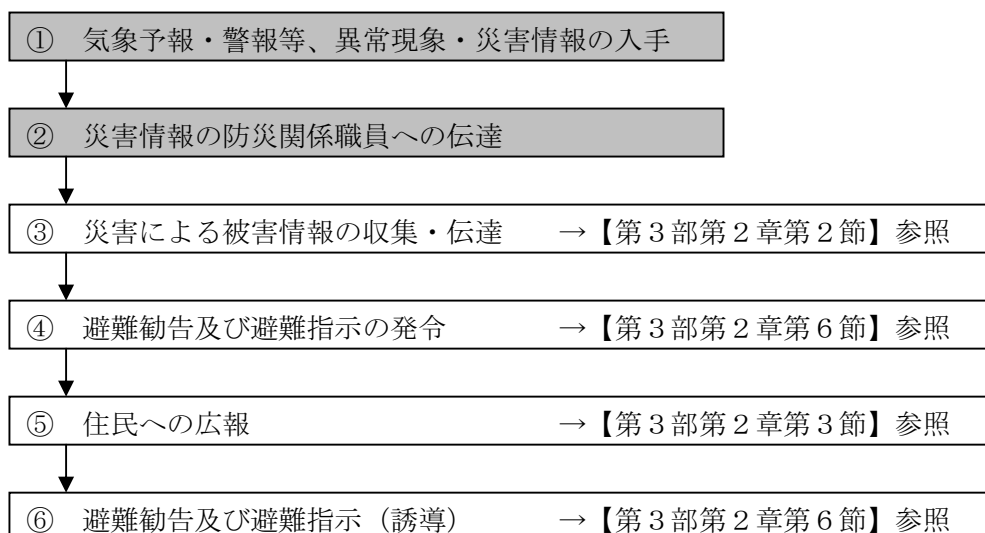 ① 気象予報・警報等、異常現象・災害情報の入手
② 災害情報の防災関係職員への伝達
③ 災害による被害情報の収集・伝達 →【第３部第２章第２節】参照
④ 避難勧告及び避難指示の発令 →【第３部第２章第６節】参照
⑤ 住民への広報 →【第３部第２章第３節】参照
⑥ 避難勧告及び避難指示（誘導） →【第３部第２章第６節】参照